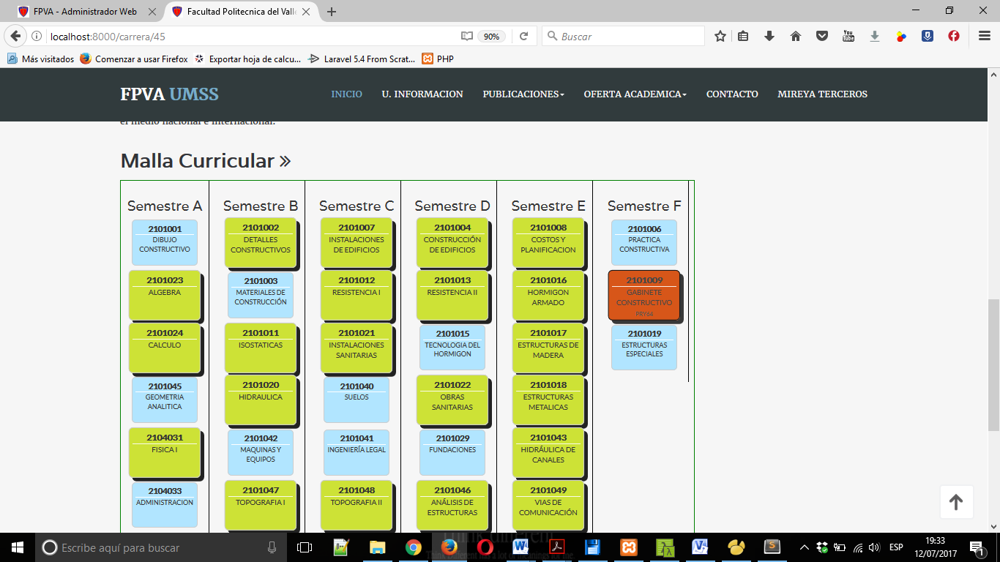 FPVA - Administrador Web
Facultad Politecnica del Valle
localhost:8000/carrera/45
90%
Buscar
Más visitados
Comenzar a usar Firefox
Exportar hoja de calcu...
Laravel 5.4 From Scrat...
PHP
FPVA UMSS
INICIO
U. INFORMACION
PUBLICACIONES
OFERTA ACADEMICA
CONTACTO
MIREYA TERCEROS
el medio nacional e internacional.
Malla Curricular »
Semestre A
2101001
DIBUJO
CONSTRUCTIVO
2101023
ALGEBRA
2101024
CALCULO
2101045
GEOMETRIA
ANALITICA
2104031
FISICA I
2104033
ADMINISTRACION
Semestre B
2101002
DETALLES
CONSTRUCTIVOS
2101003
MATERIALES DE
CONSTRUCCIÓN
2101011
ISOSTATICAS
2101020
HIDRAULICA
2101042
MAQUINAS Y
EQUIPOS
2101047
TOPOGRAFIA I
Semestre C
2101007
INSTALACIONES
DE EDIFICIOS
2101012
RESISTENCIA I
2101021
INSTALACIONES
SANITARIAS
2101040
SUELOS
2101041
INGENIERÍA LEGAL
2101048
TOPOGRAFIA II
Semestre D
2101004
CONSTRUCCIÓN
DE EDIFICIOS
2101013
RESISTENCIA II
2101015
TECNOLOGIA DEL
HORMIGON
2101022
OBRAS
SANITARIAS
2101029
FUNDACIONES
2101046
ANÁLISIS DE
ESTRUCTURAS
Semestre E
2101008
COSTOS Y
PLANIFICACION
2101016
HORMIGON
ARMADO
2101017
ESTRUCTURAS DE
MADERA
2101018
ESTRUCTURAS
METALICAS
2101043
HIDRÁULICA DE
CANALES
2101049
VIAS DE
COMUNICACIÓN
Semestre F
2101006
PRACTICA
CONSTRUCTIVA
2101009
GABINETE
CONSTRUCTIVO
PRY64
2101019
ESTRUCTURAS
ESPECIALES
Escribe aquí para buscar
ESP
19:33
12/07/2017
1